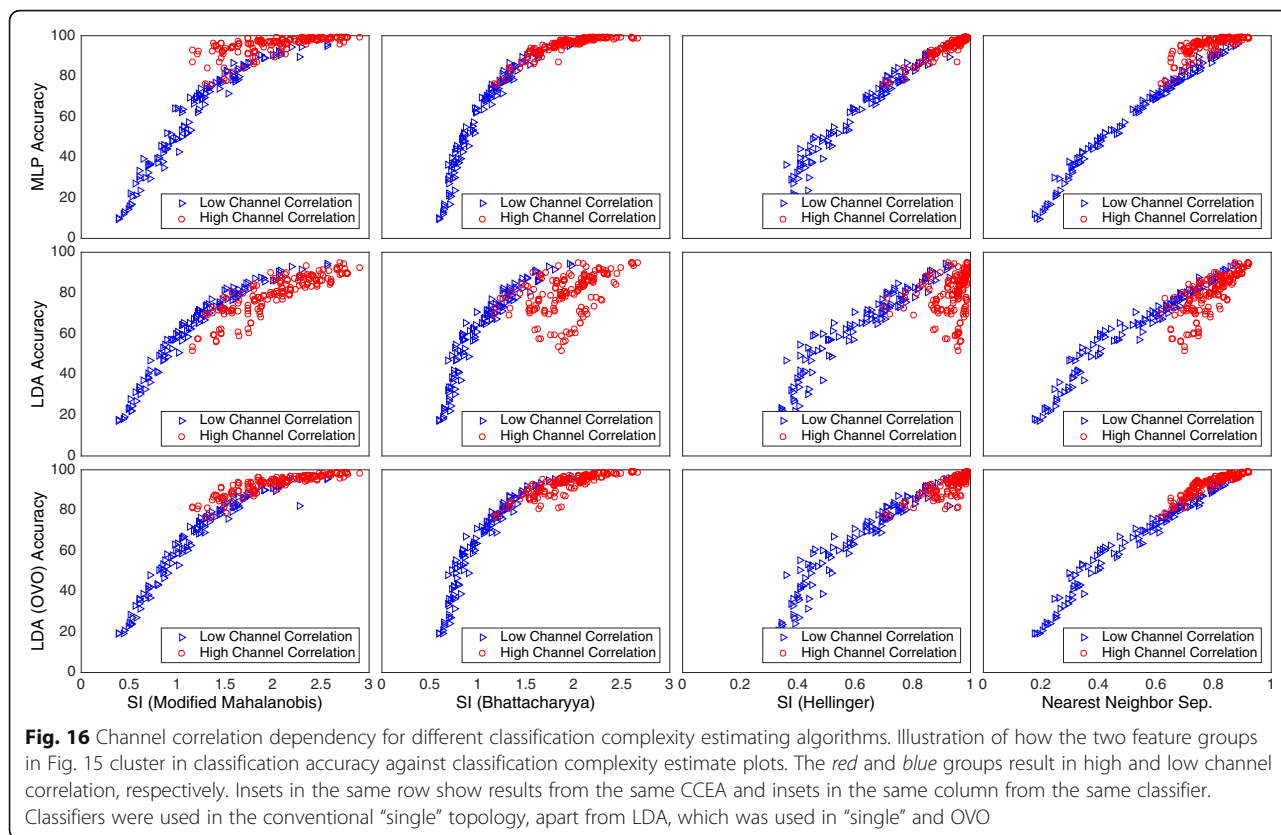 100
80
60
40
20
0
MLP Accuracy
Low Channel Correlation
High Channel Correlation
Low Channel Correlation
High Channel Correlation
Low Channel Correlation
High Channel Correlation
Low Channel Correlation
High Channel Correlation
100
80
60
40
20
0
LDA Accuracy
Low Channel Correlation
High Channel Correlation
Low Channel Correlation
High Channel Correlation
Low Channel Correlation
High Channel Correlation
Low Channel Correlation
High Channel Correlation
100
80
60
40
20
0
LDA (OVO) Accuracy
Low Channel Correlation
High Channel Correlation
Low Channel Correlation
High Channel Correlation
Low Channel Correlation
High Channel Correlation
Low Channel Correlation
High Channel Correlation
0 0.5 1 1.5 2 2.5 3 1 2 3 0 0.4 0.6 0.8 1 0.2 0.4 0.6 0.8 1
SI (Modified Mahalanobis) SI (Bhattacharyya) SI (Hellinger) Nearest Neighbor Sep.
Fig. 16 Channel correlation dependency for different classification complexity estimating algorithms. Illustration of how the two feature groups
in Fig. 15 cluster in classification accuracy against classification complexity estimate plots. The red and blue groups result in high and low channel
correlation, respectively. Insets in the same row show results from the same CCEA and insets in the same column from the same classifier.
Classifiers were used in the conventional “single” topology, apart from LDA, which was used in “single” and OVO